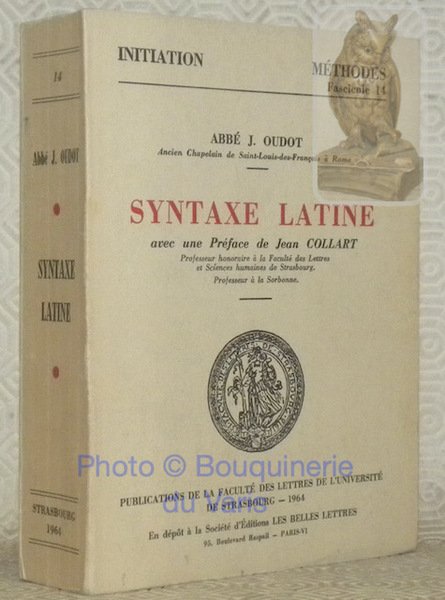 INITIATION
MÉTHODES
Fascicule 14
ABBÉ J. OUDOT
Ancien Chapelain de Saint-Louis-des-Français à Rome
SYNTAXE LATINE
avec une Préface de Jean COLLART
Professeur honoraire à la Faculté des Lettres
et Sciences humaines de Strasbourg.
Professeur à la Sorbonne.
PUBLICATIONS DE LA FACULTÉ DES LETTRES DE L'UNIVERSITÉ
DE STRASBOURG — 1964
En dépôt à la Société d'Éditions LES BELLES LETTRES
95, Boulevard Raspail — PARIS-VI
14
Abbé J. OUDOT
SYNTAXE
LATINE
STRASBOURG
1964
Photo © Bouquinerie
du Varis